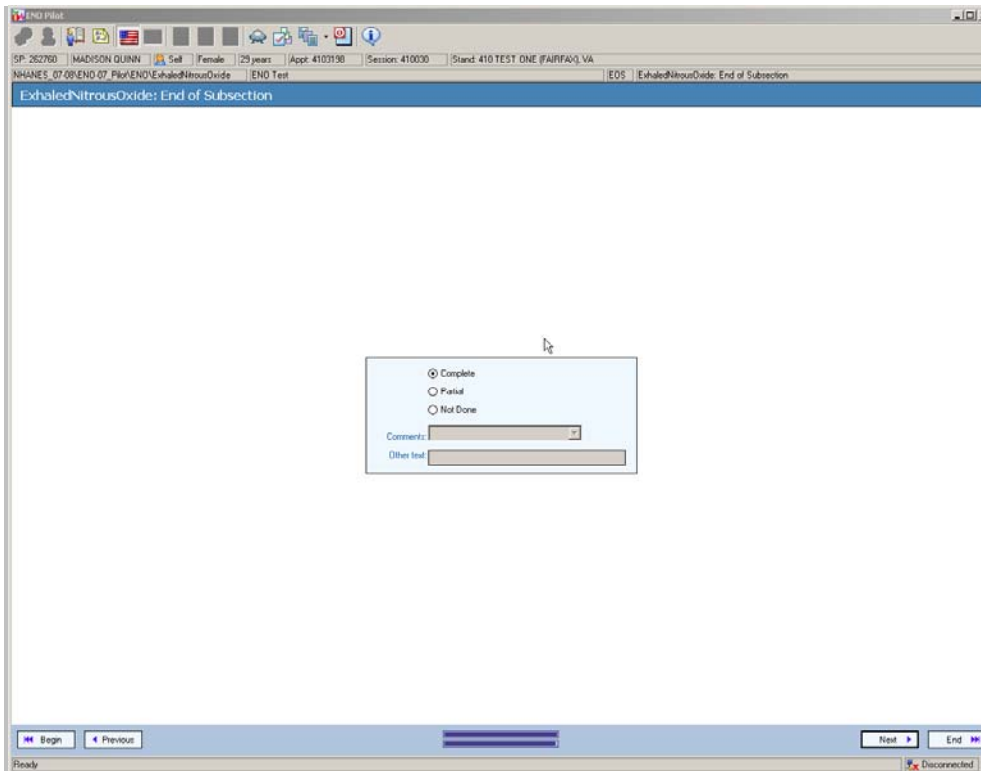 ENO Pilot
SP: 262760 MADISON QUINN Self Female 29 years Appt: 4103198 Session: 410030 Stand: 410 TEST ONE (FAIRFAX), VA
NHANES_07-08\ENO-07_Pilot\ENO\ExhaledNitrousOxide ENO Test EOS ExhaledNitrousOxide: End of Subsection
ExhaledNitrousOxide: End of Subsection
Complete
Partial
Not Done
Comments:
Other text:
Begin Previous Next End
Ready Disconnected